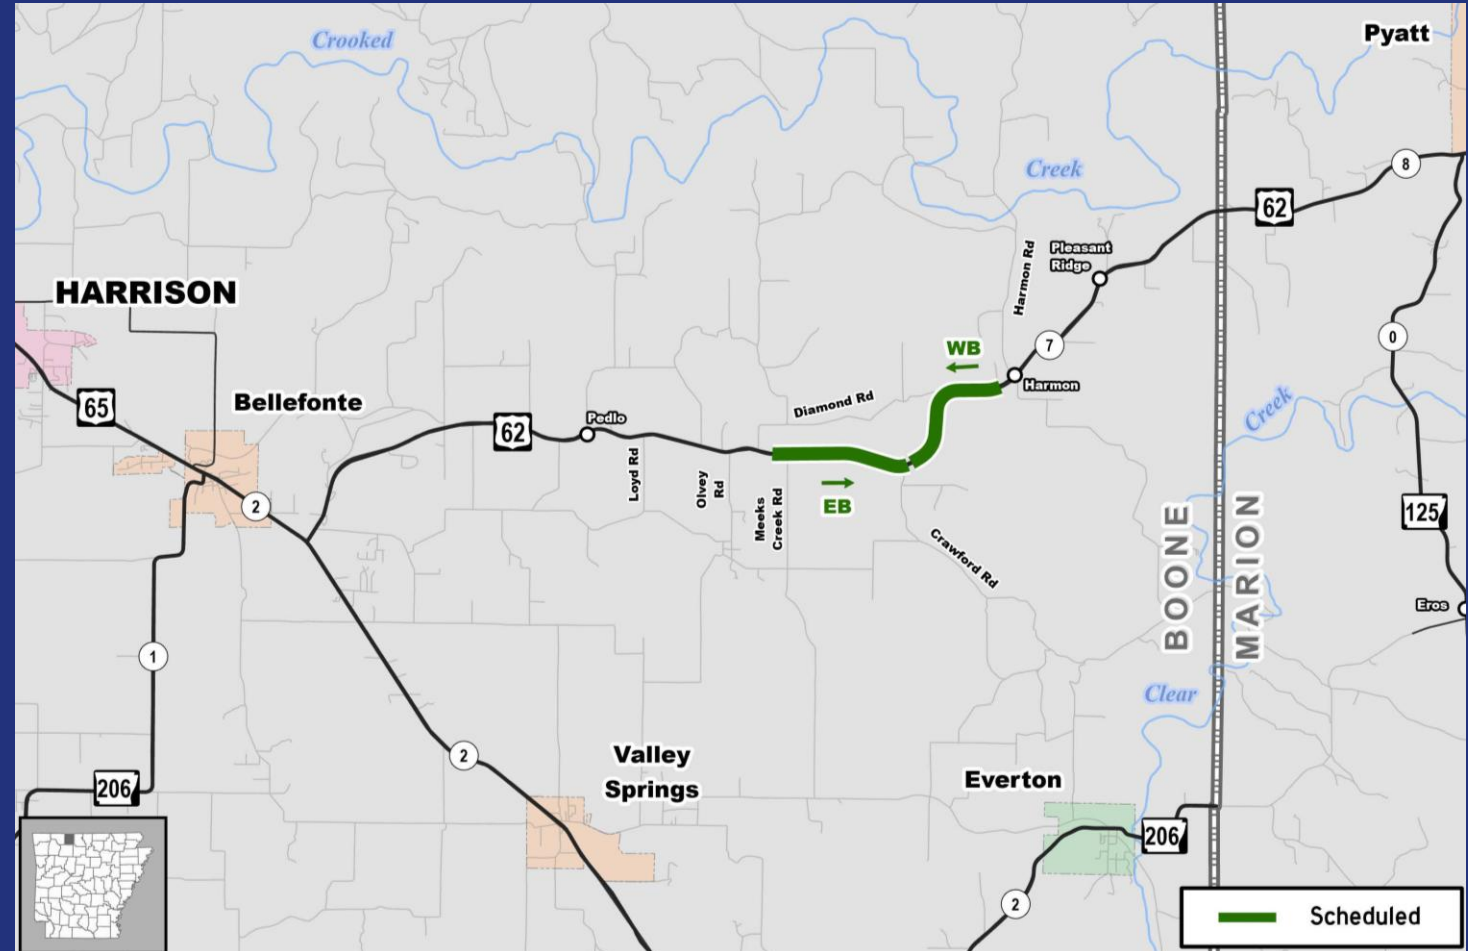 Crooked
Pyatt
8
Creek
62
Harmon Rd
Pleasant
Ridge
HARRISON
0
7
WB
Harmon
65
Bellefonte
Diamond Rd
Creek
Pedlo
62
Loyd Rd
Olvey
Rd
Meeks
Creek Rd
EB
2
125
Crawford Rd
BOONE
MARION
Eros
1
Clear
2
Valley
Springs
Everton
206
206
2
Scheduled